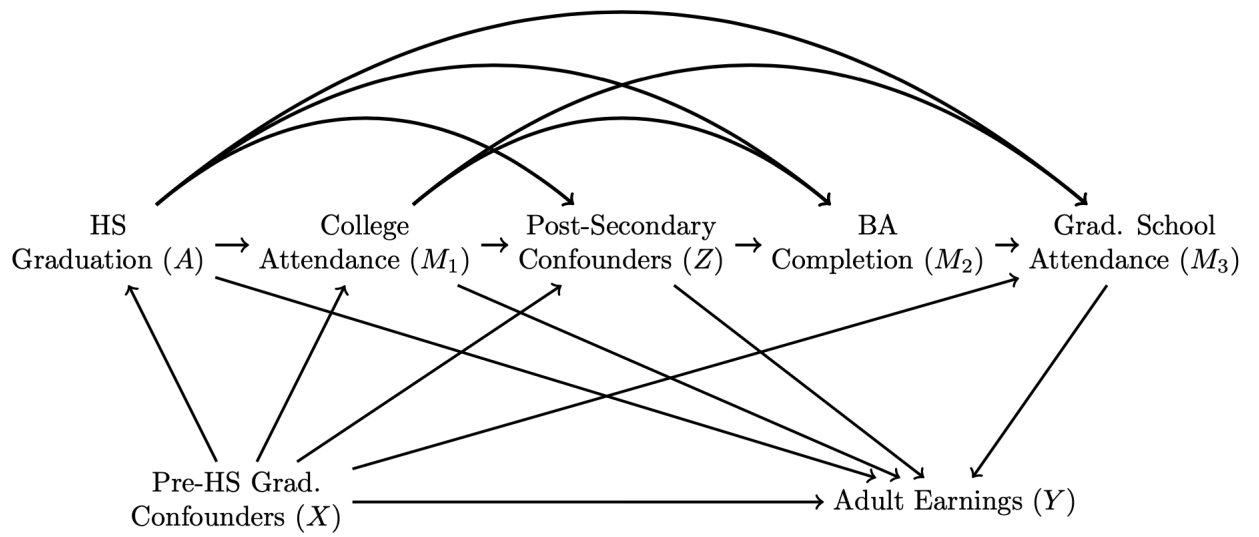 HS
Graduation (A)
College
Attendance (M₁)
Post-Secondary
Confounders (Z)
BA
Completion (M₂)
Grad. School
Attendance (M₃)
Pre-HS Grad.
Confounders (X)
Adult Earnings (Y)